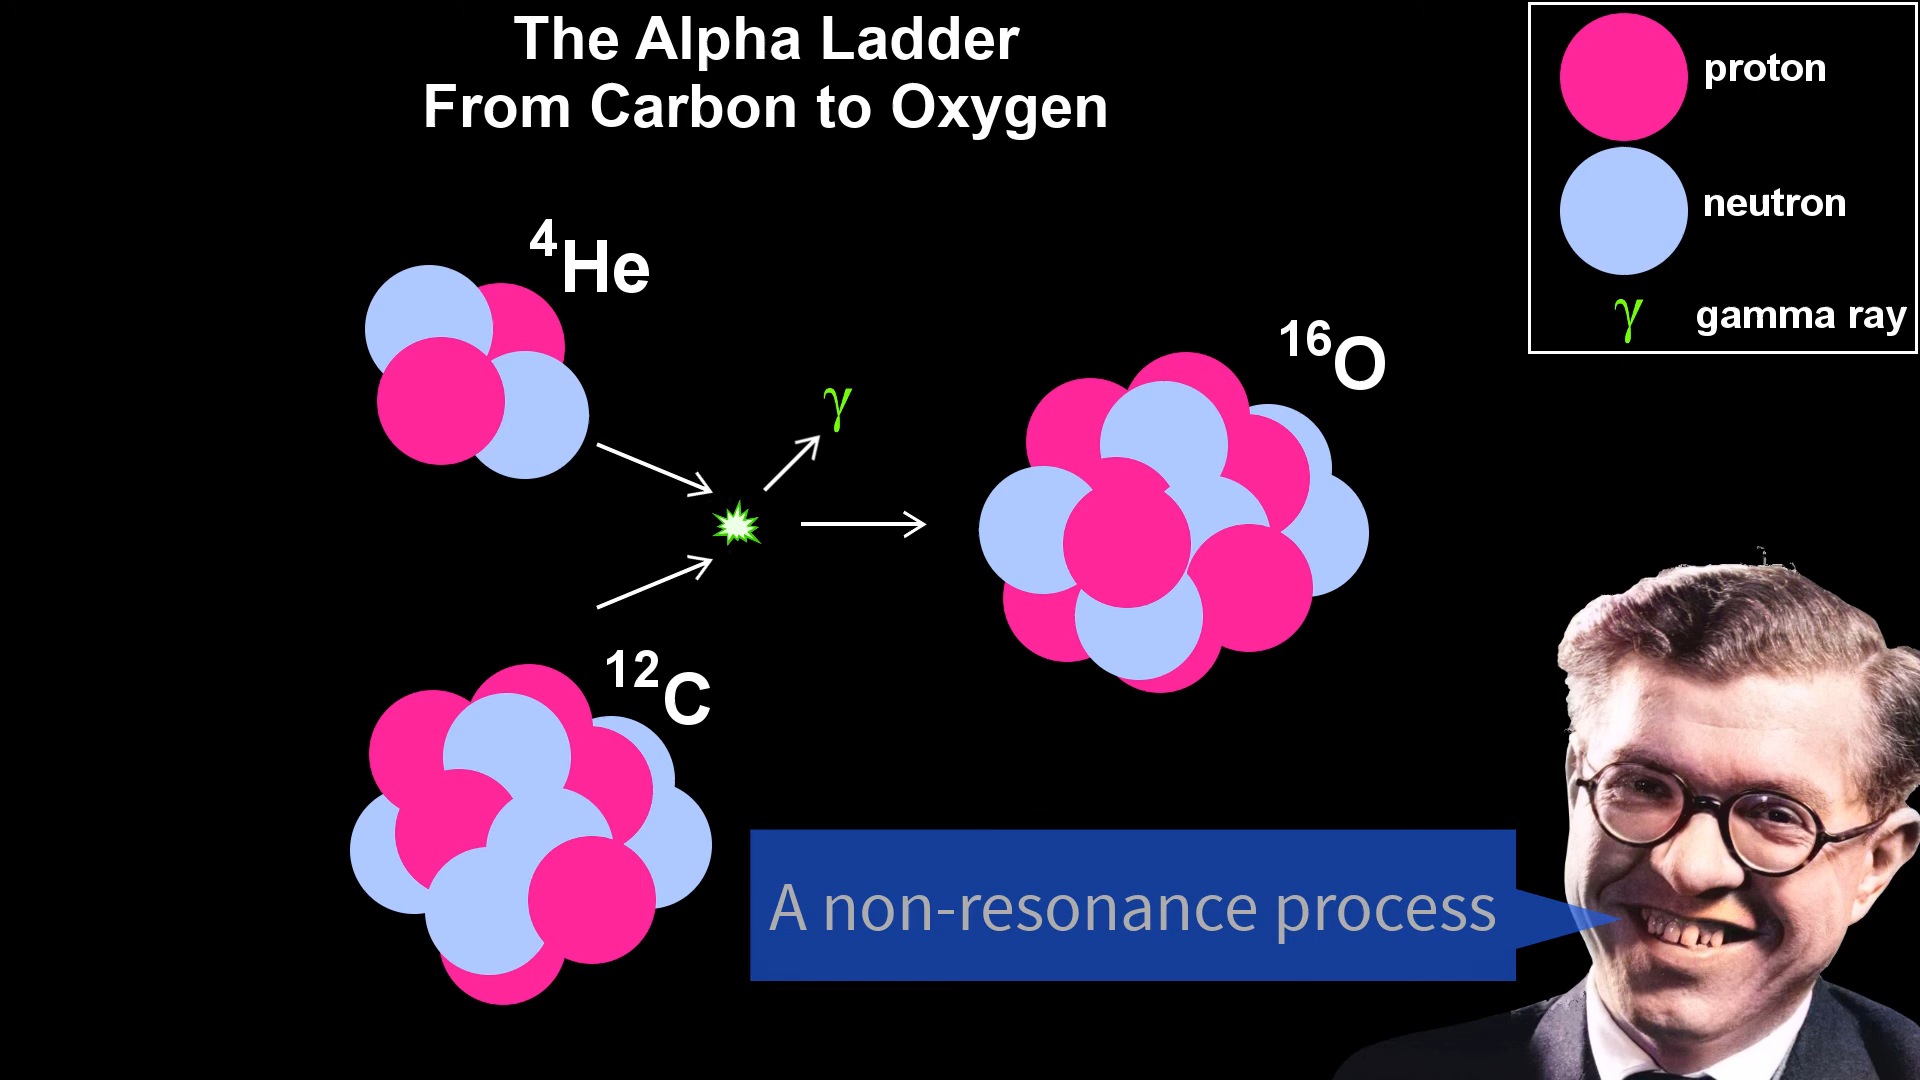 The Alpha Ladder
From Carbon to Oxygen
proton
neutron
γ gamma ray
⁴He
¹⁶O
γ
¹²C
A non-resonance process